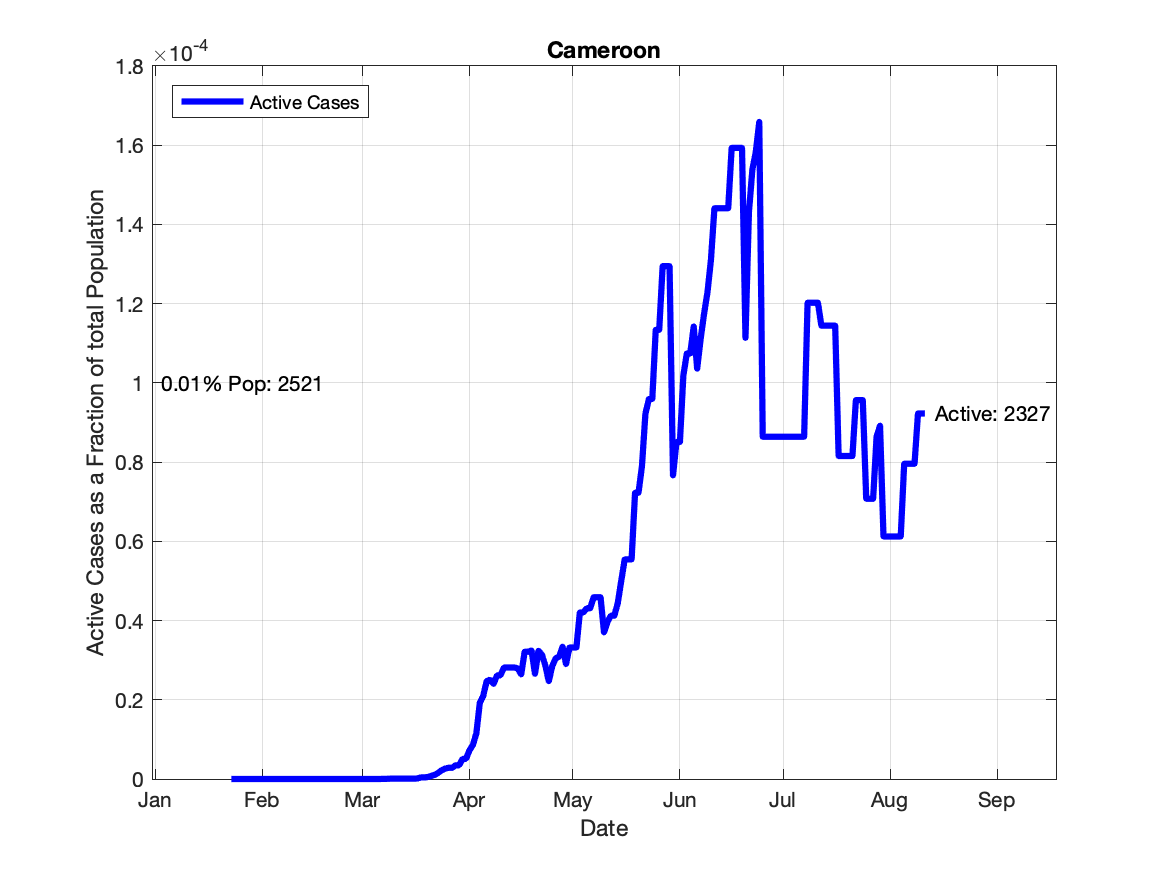 Cameroon
×10-4
1.8
1.6
1.4
1.2
1
0.8
0.6
0.4
0.2
0
Active Cases
0.01% Pop: 2521
Active: 2327
Active Cases as a Fraction of total Population
Jan Feb Mar Apr May Jun Jul Aug Sep
Date